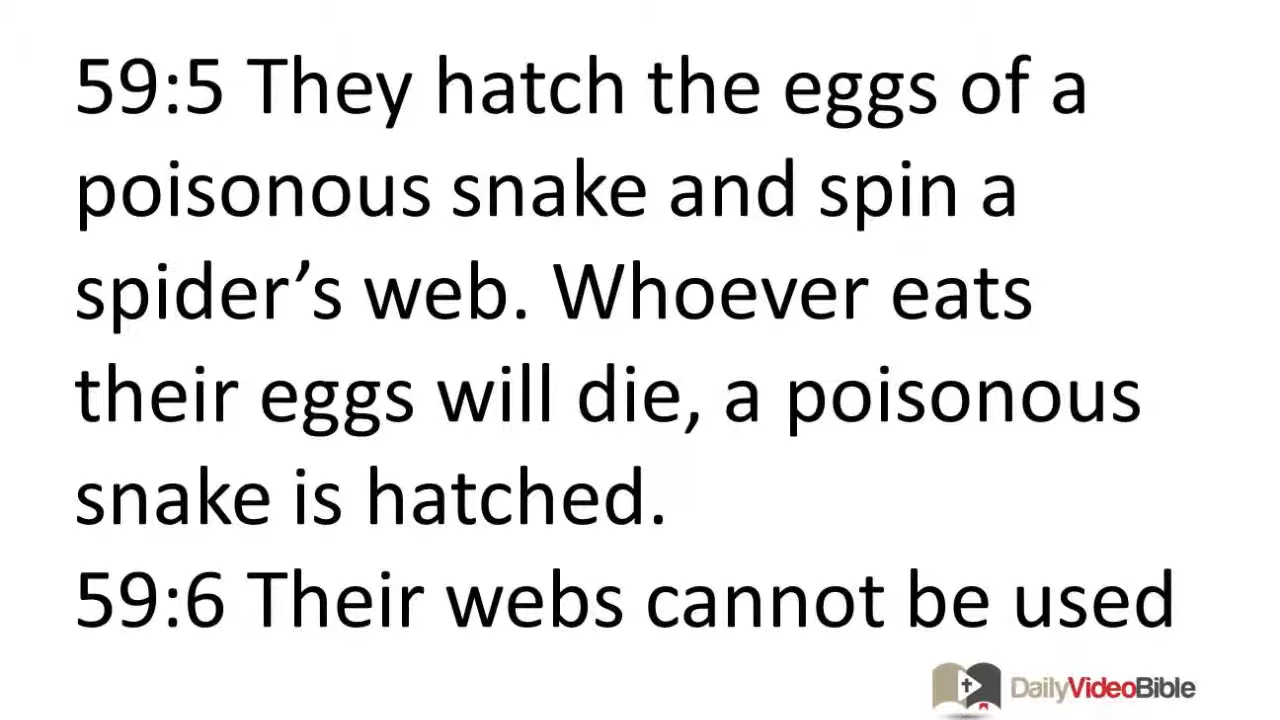 59:5 They hatch the eggs of a
poisonous snake and spin a
spider’s web. Whoever eats
their eggs will die, a poisonous
snake is hatched.
59:6 Their webs cannot be used
DailyVideoBible